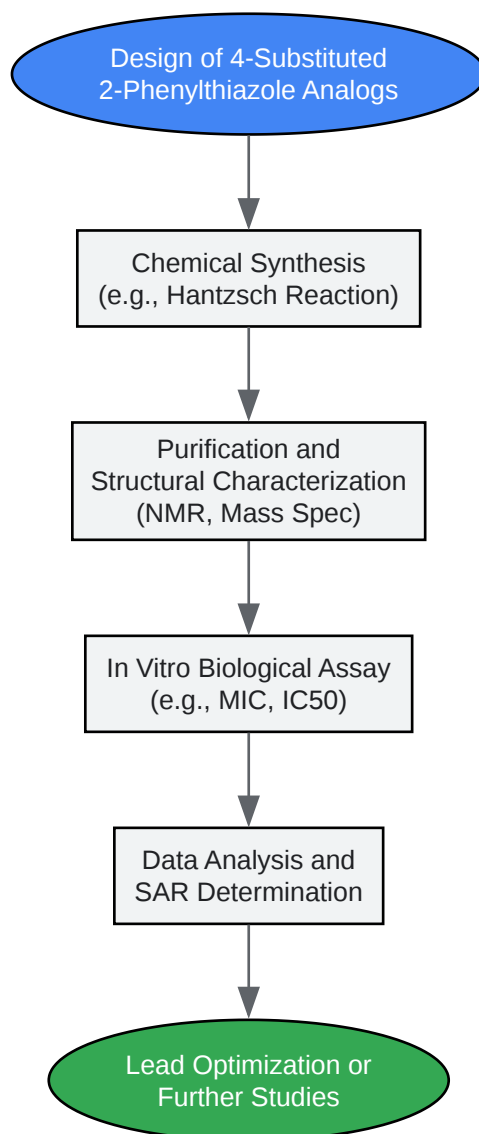 Design of 4-Substituted
2-Phenylthiazole Analogs
Chemical Synthesis
(e.g., Hantzsch Reaction)
Purification and
Structural Characterization
(NMR, Mass Spec)
In Vitro Biological Assay
(e.g., MIC, IC50)
Data Analysis and
SAR Determination
Lead Optimization or
Further Studies